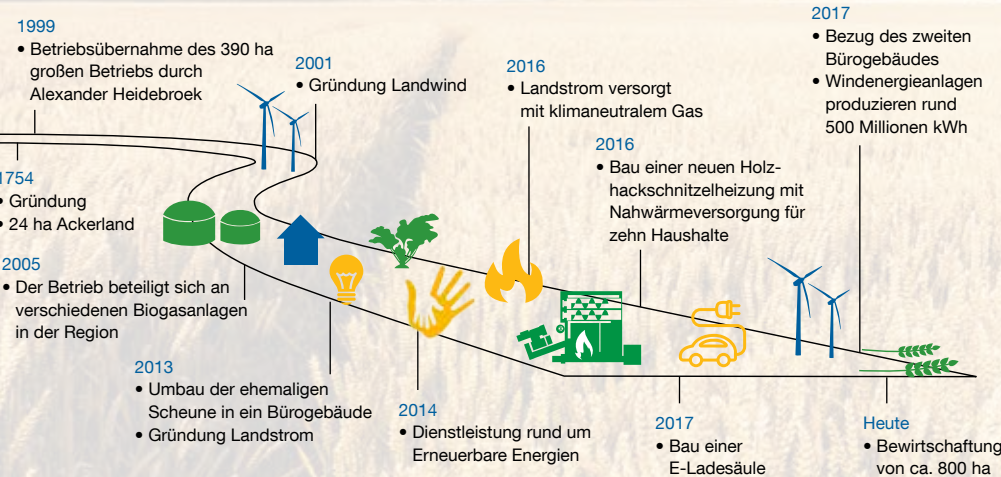 1999
• Betriebsübernahme des 390 ha
großen Betriebs durch
Alexander Heidebroek
1754
• Gründung
• 24 ha Ackerland
2001
• Gründung Landwind
2005
• Der Betrieb beteiligt sich an
verschiedenen Biogasanlagen
in der Region
2013
• Umbau der ehemaligen
Scheune in ein Bürogebäude
• Gründung Landstrom
2014
• Dienstleistung rund um
Erneuerbare Energien
2016
• Landstrom versorgt
mit klimaneutralem Gas
2016
• Bau einer neuen Holz-
hackschnitzelheizung mit
Nahwärmeversorgung für
zehn Haushalte
2017
• Bau einer
E-Ladesäule
2017
• Bezug des zweiten
Bürogebäudes
• Windenergieanlagen
produzieren rund
500 Millionen kWh
Heute
• Bewirtschaftung
von ca. 800 ha